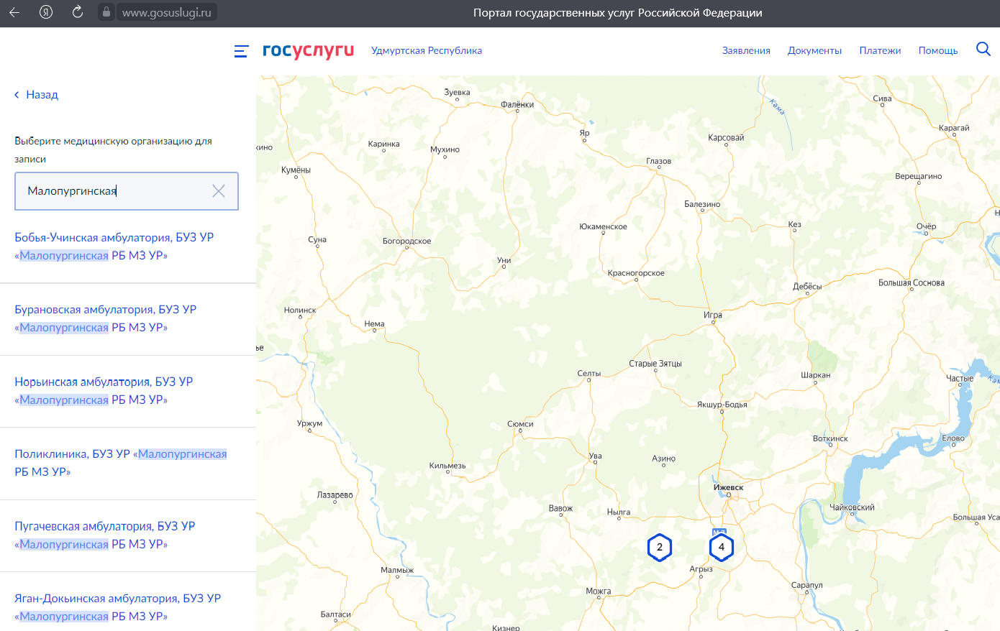 www.gosuslugi.ru
Портал государственных услуг Российской Федерации
госуслуги
Удмуртская Республика
Заявления
Документы
Платежи
Помощь
Назад
Выберите медицинскую организацию для
записи
Малопургинская
Бобья-Учинская амбулатория, БУЗ УР
«Малопургинская РБ МЗ УР»
Бурановская амбулатория, БУЗ УР
«Малопургинская РБ МЗ УР»
Норьинская амбулатория, БУЗ УР
«Малопургинская РБ МЗ УР»
Поликлиника, БУЗ УР «Малопургинская
РБ МЗ УР»
Пугачевская амбулатория, БУЗ УР
«Малопургинская РБ МЗ УР»
Яган-Докьинская амбулатория, БУЗ УР
«Малопургинская РБ МЗ УР»
Зуевка
Фалёнки
Кама
Сива
Яр
Карсовай
Карагай
Каринка
Мухино
Кумёны
Глазов
Верещагино
Балезино
Юкаменское
Кез
Очёр
Суна
Богородское
Уни
Красногорское
Дебёсы
Большая Соснова
Нолинск
Нема
Игра
Старые Зятцы
Селты
Шаркан
Частые
Якшур-Бодья
Уржум
Сюмси
Воткинск
Елово
Кильмезь
Ува
Азино
Лазарево
Ижевск
Вавож
Нылга
Чайковский
Большая Уса
М-7
2
4
Малмыж
Агрыз
Можга
Сарапул
Балтаси
Кизнер